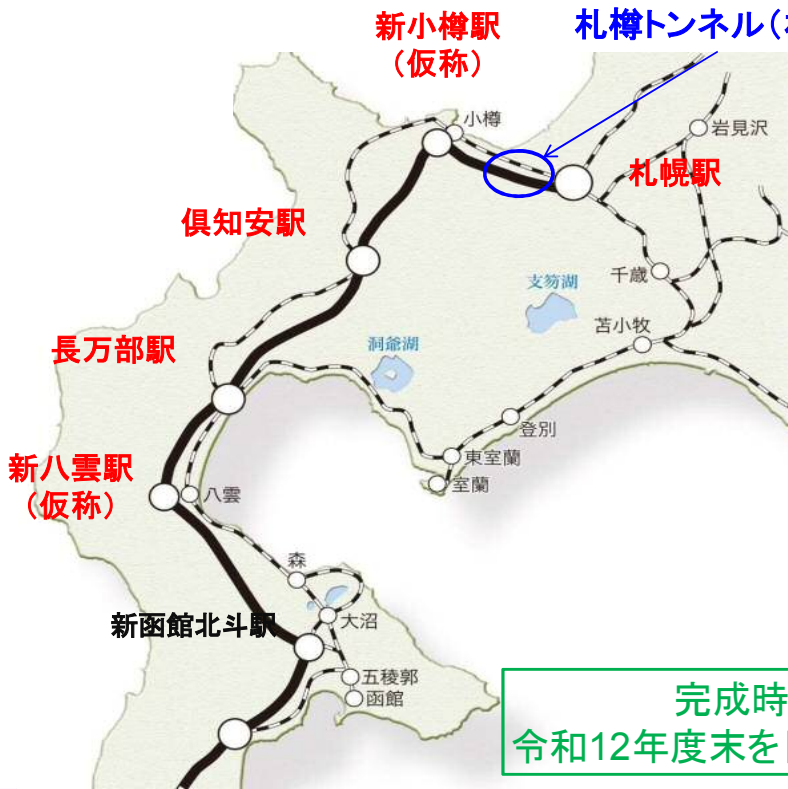 新小樽駅
(仮称)
札樽トンネル(
小樽
岩見沢
札幌駅
倶知安駅
千歳
支笏湖
苫小牧
長万部駅
洞爺湖
登別
東室蘭
室蘭
新八雲駅
(仮称)
八雲
森
大沼
新函館北斗駅
五稜郭
函館
完成時
令和12年度末を